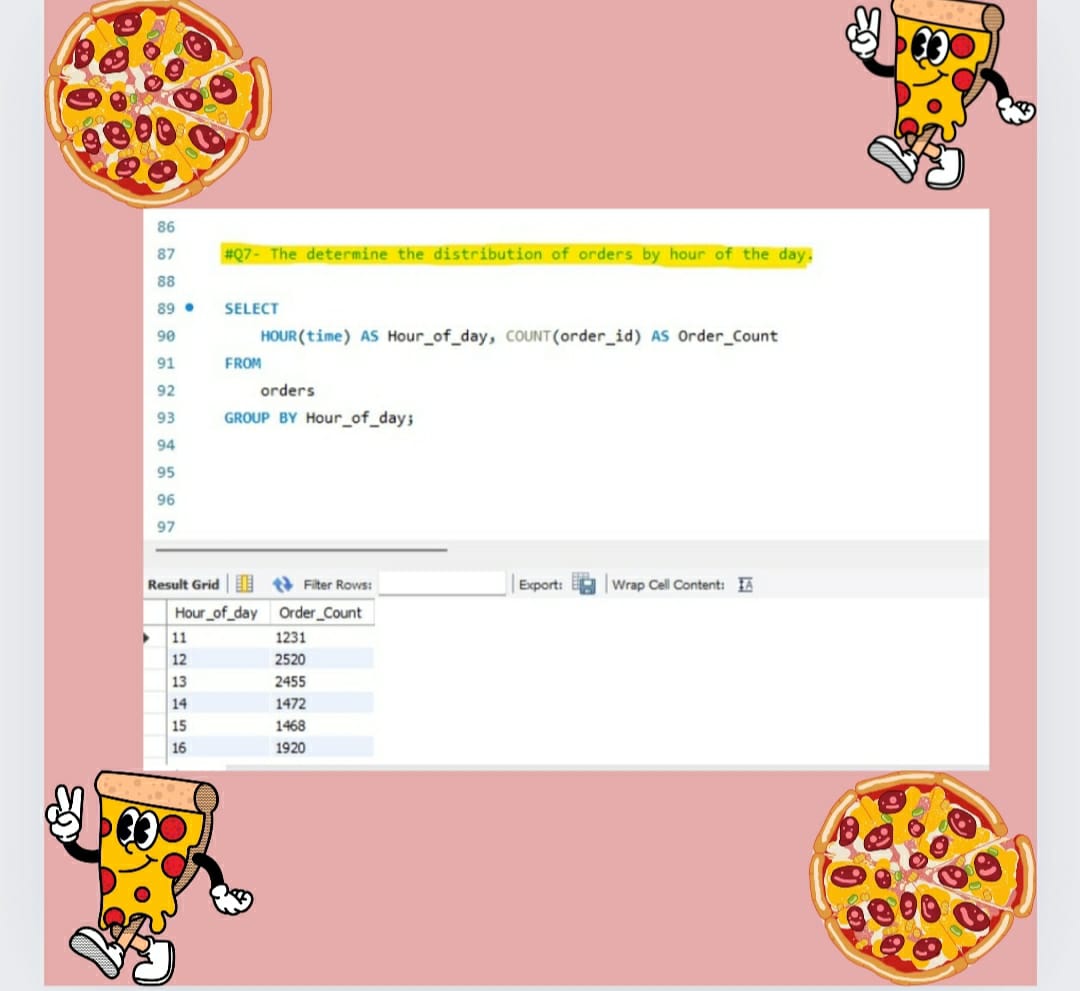 86
87 #Q7- The determine the distribution of orders by hour of the day.
88
89 SELECT
90 HOUR(time) AS Hour_of_day, COUNT(order_id) AS Order_Count
91 FROM
92 orders
93 GROUP BY Hour_of_day;
94
95
96
97
Result Grid Filter Rows: Export: Wrap Cell Content: IA
Hour_of_day Order_Count
11 1231
12 2520
13 2455
14 1472
15 1468
16 1920